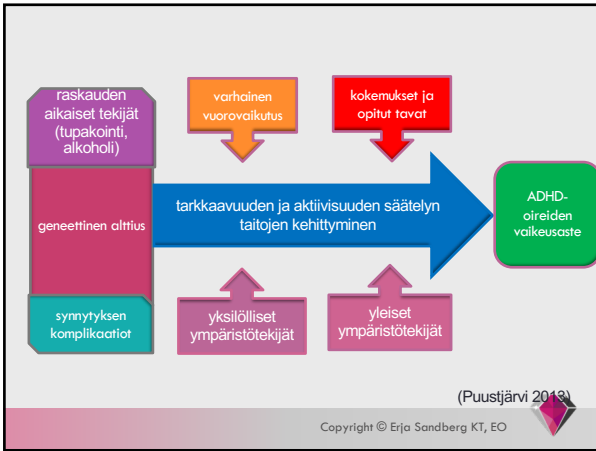 raskauden
aikaiset tekijät
(tupakointi,
alkoholi)
geneettinen alttius
synnytyksen
komplikaatiot
varhainen
vuorovaikutus
kokemukset ja
opitut tavat
tarkkaavuuden ja aktiivisuuden säätelyn
taitojen kehittyminen
yksilölliset
ympäristötekijät
yleiset
ympäristötekijät
ADHD-
oireiden
vaikeusaste
(Puustjärvi 2013)
Copyright © Erja Sandberg KT, EO